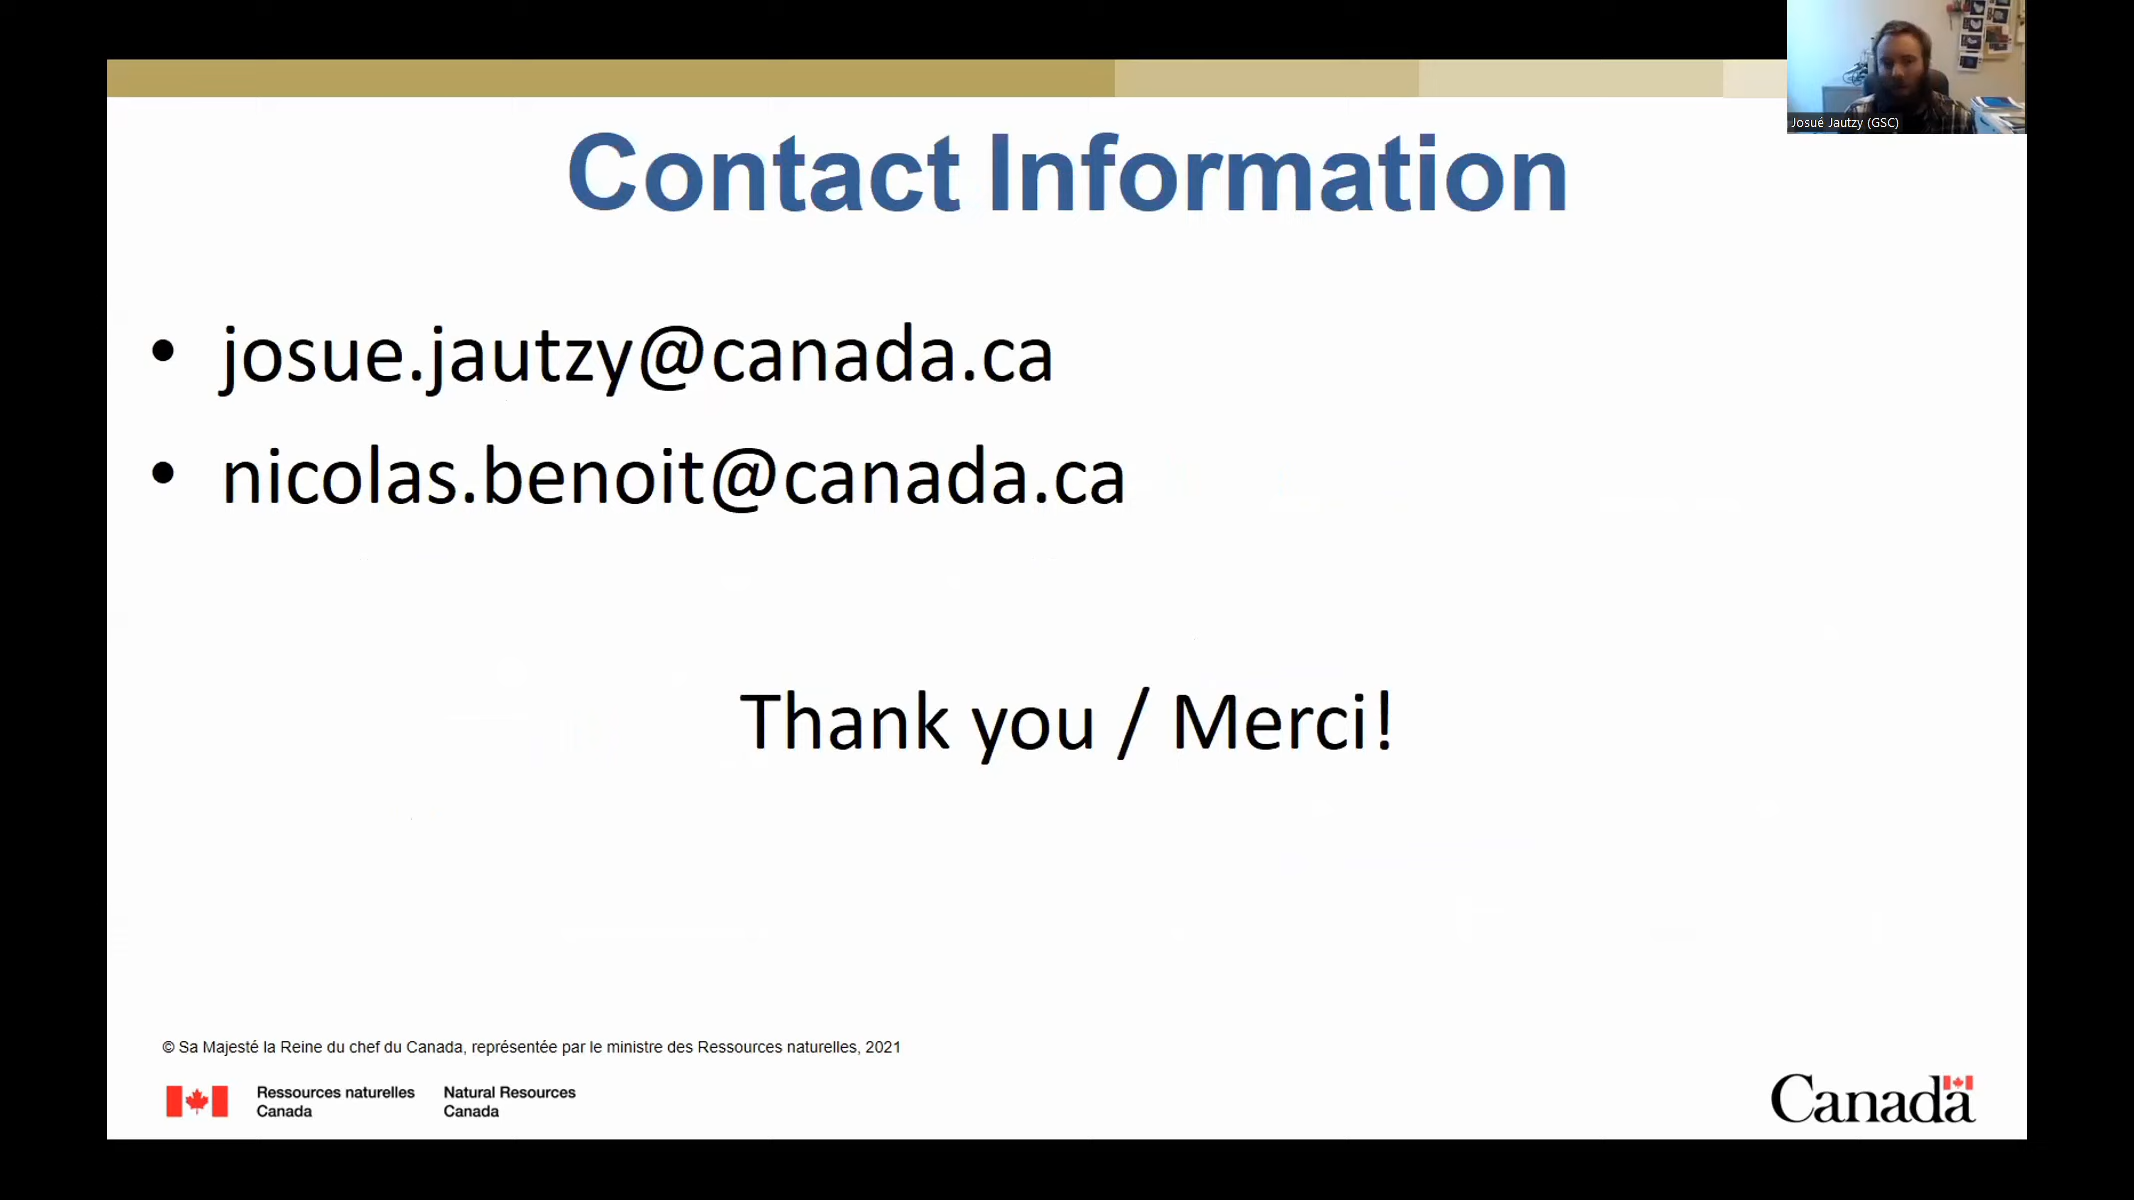 Josué Jautzy (GSC)
Contact Information
• josue.jautzy@canada.ca
• nicolas.benoit@canada.ca
Thank you / Merci!
© Sa Majesté la Reine du chef du Canada, représentée par le ministre des Ressources naturelles, 2021
Ressources naturelles
Canada
Natural Resources
Canada
Canada